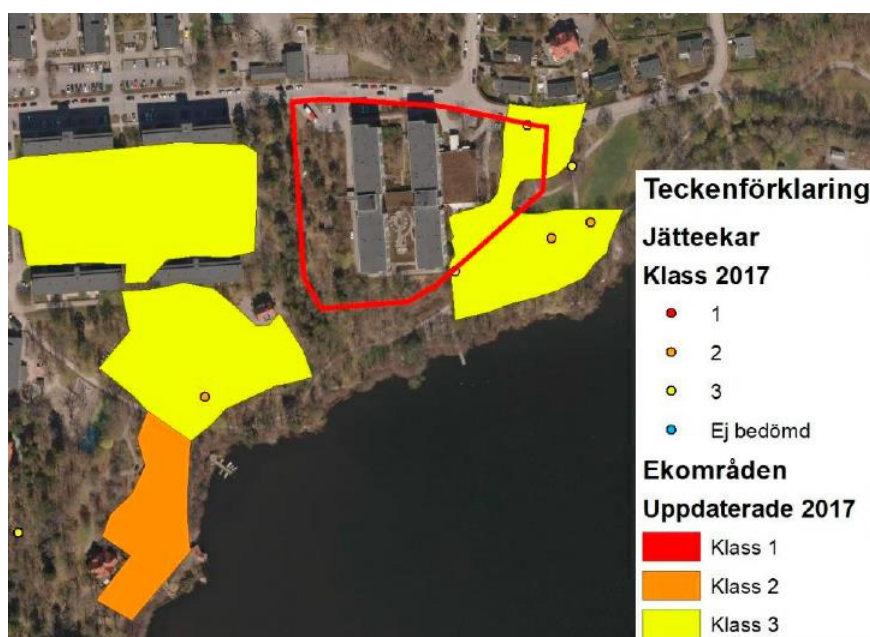 Teckenförklaring
Jätteekar
Klass 2017
1
2
3
Ej bedömd
Ekområden
Uppdaterade 2017
Klass 1
Klass 2
Klass 3